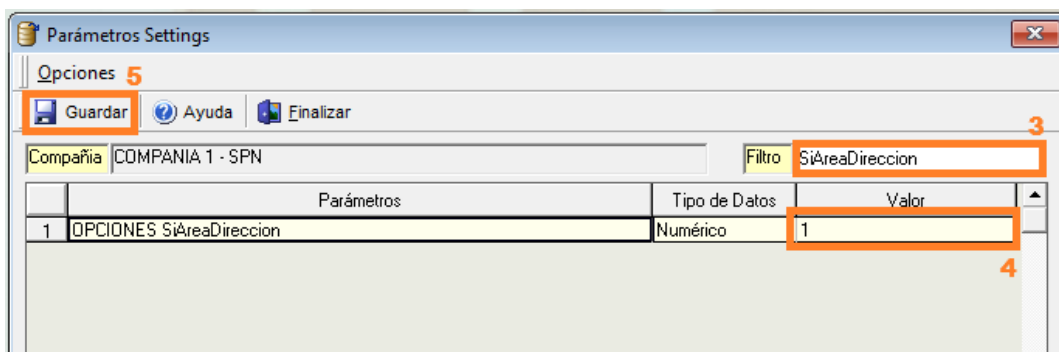 Parámetros Settings
Opciones 5
Guardar Ayuda Finalizar
3
Compañia COMPANIA 1 - SPN Filtro SiAreaDireccion
Parámetros Tipo de Datos Valor
1 OPCIONES SiAreaDireccion Numérico 1
4